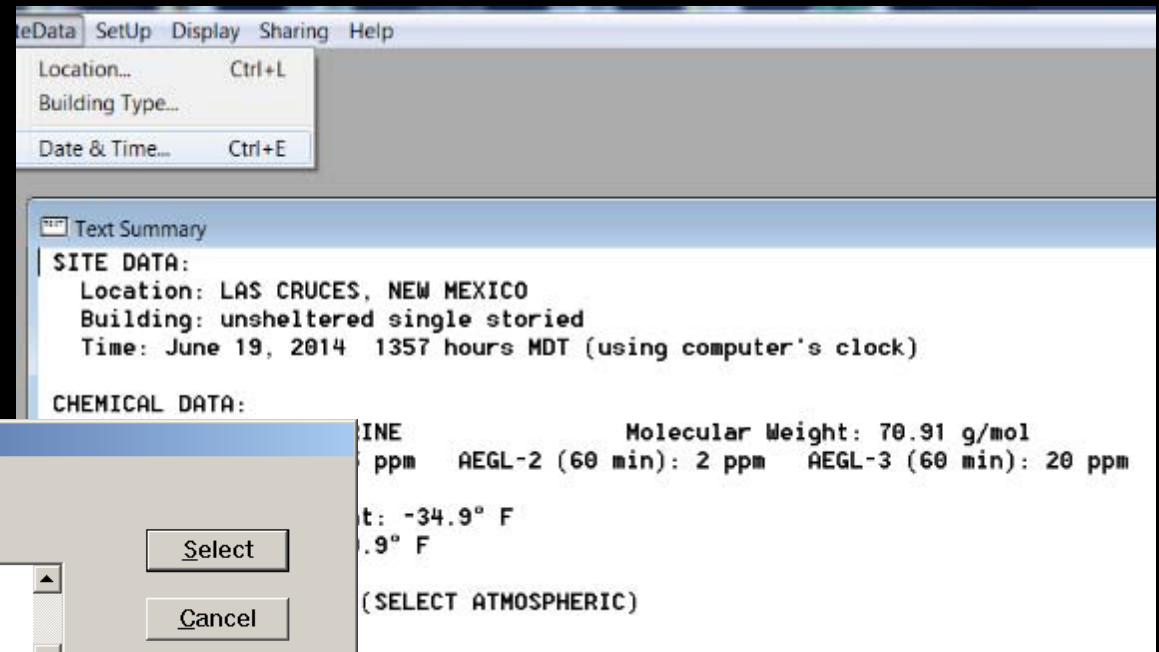 teData SetUp Display Sharing Help
Location... Ctrl+L
Building Type...
Date & Time... Ctrl+E
Text Summary
SITE DATA:
Location: LAS CRUCES, NEW MEXICO
Building: unsheltered single storied
Time: June 19, 2014 1357 hours MDT (using computer's clock)
CHEMICAL DATA:
INE Molecular Weight: 70.91 g/mol
ppm AEGL-2 (60 min): 2 ppm AEGL-3 (60 min): 20 ppm
t: -34.9° F
.9° F
(SELECT ATMOSPHERIC)
Select
Cancel